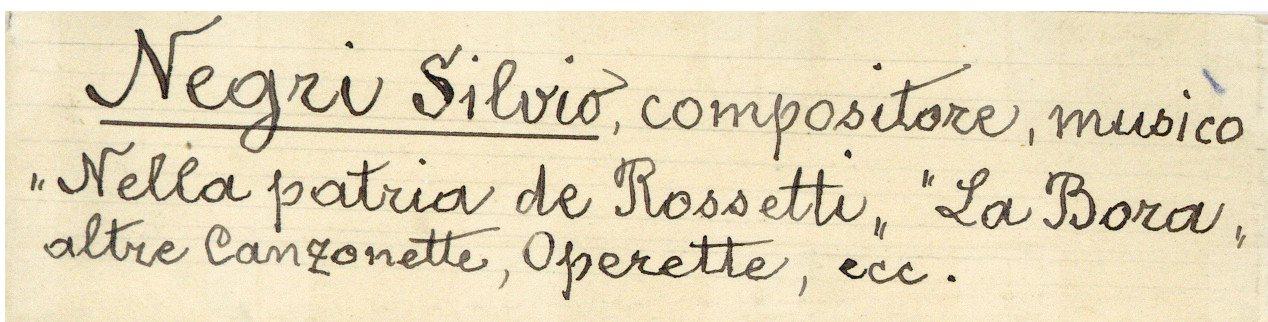 Negri Silvio, compositore, musico
„Nella patria de Rossetti„ "La Bora„
altre Canzonette, Operette, ecc.